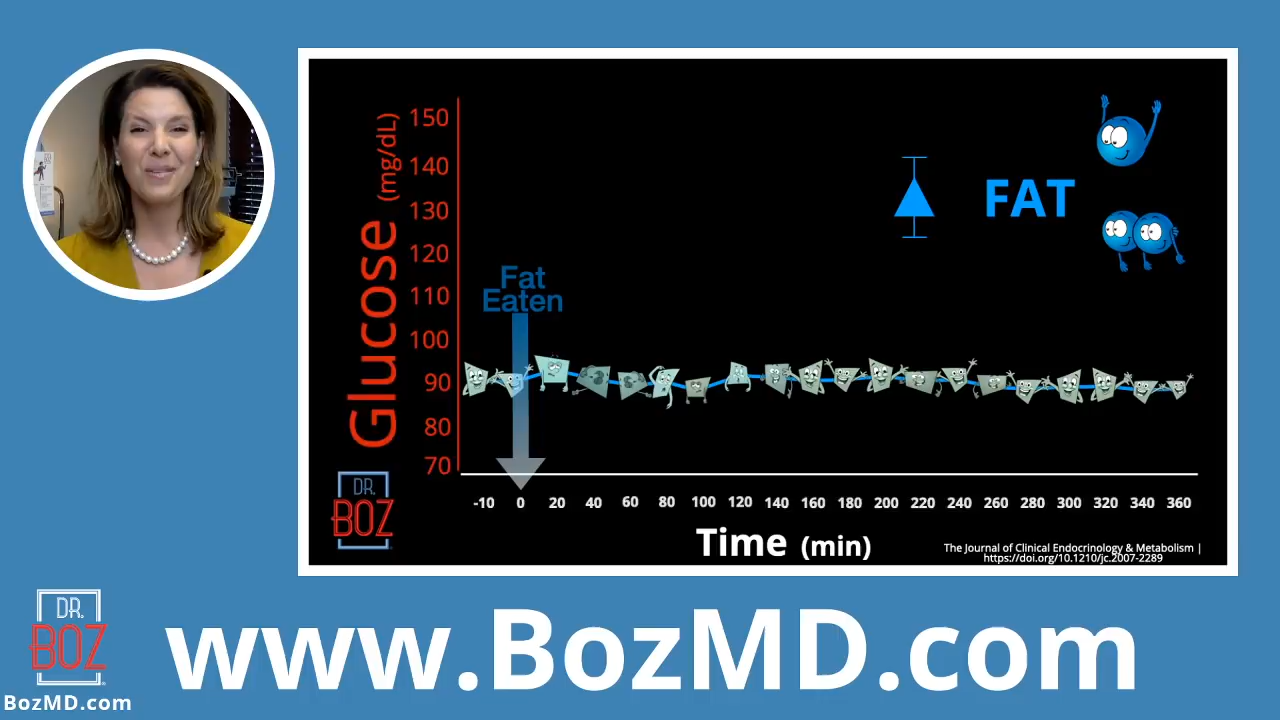 150
140
130
120
110
100
90
80
70
Glucose (mg/dL)
FAT
Fat
Eaten
-10 0 20 40 60 80 100 120 140 160 180 200 220 240 260 280 300 320 340 360
Time (min)
DR.
BOZ
The Journal of Clinical Endocrinology & Metabolism |
https://doi.org/10.1210/jc.2007-2289
DR.
BOZ
BozMD.com
www.BozMD.com